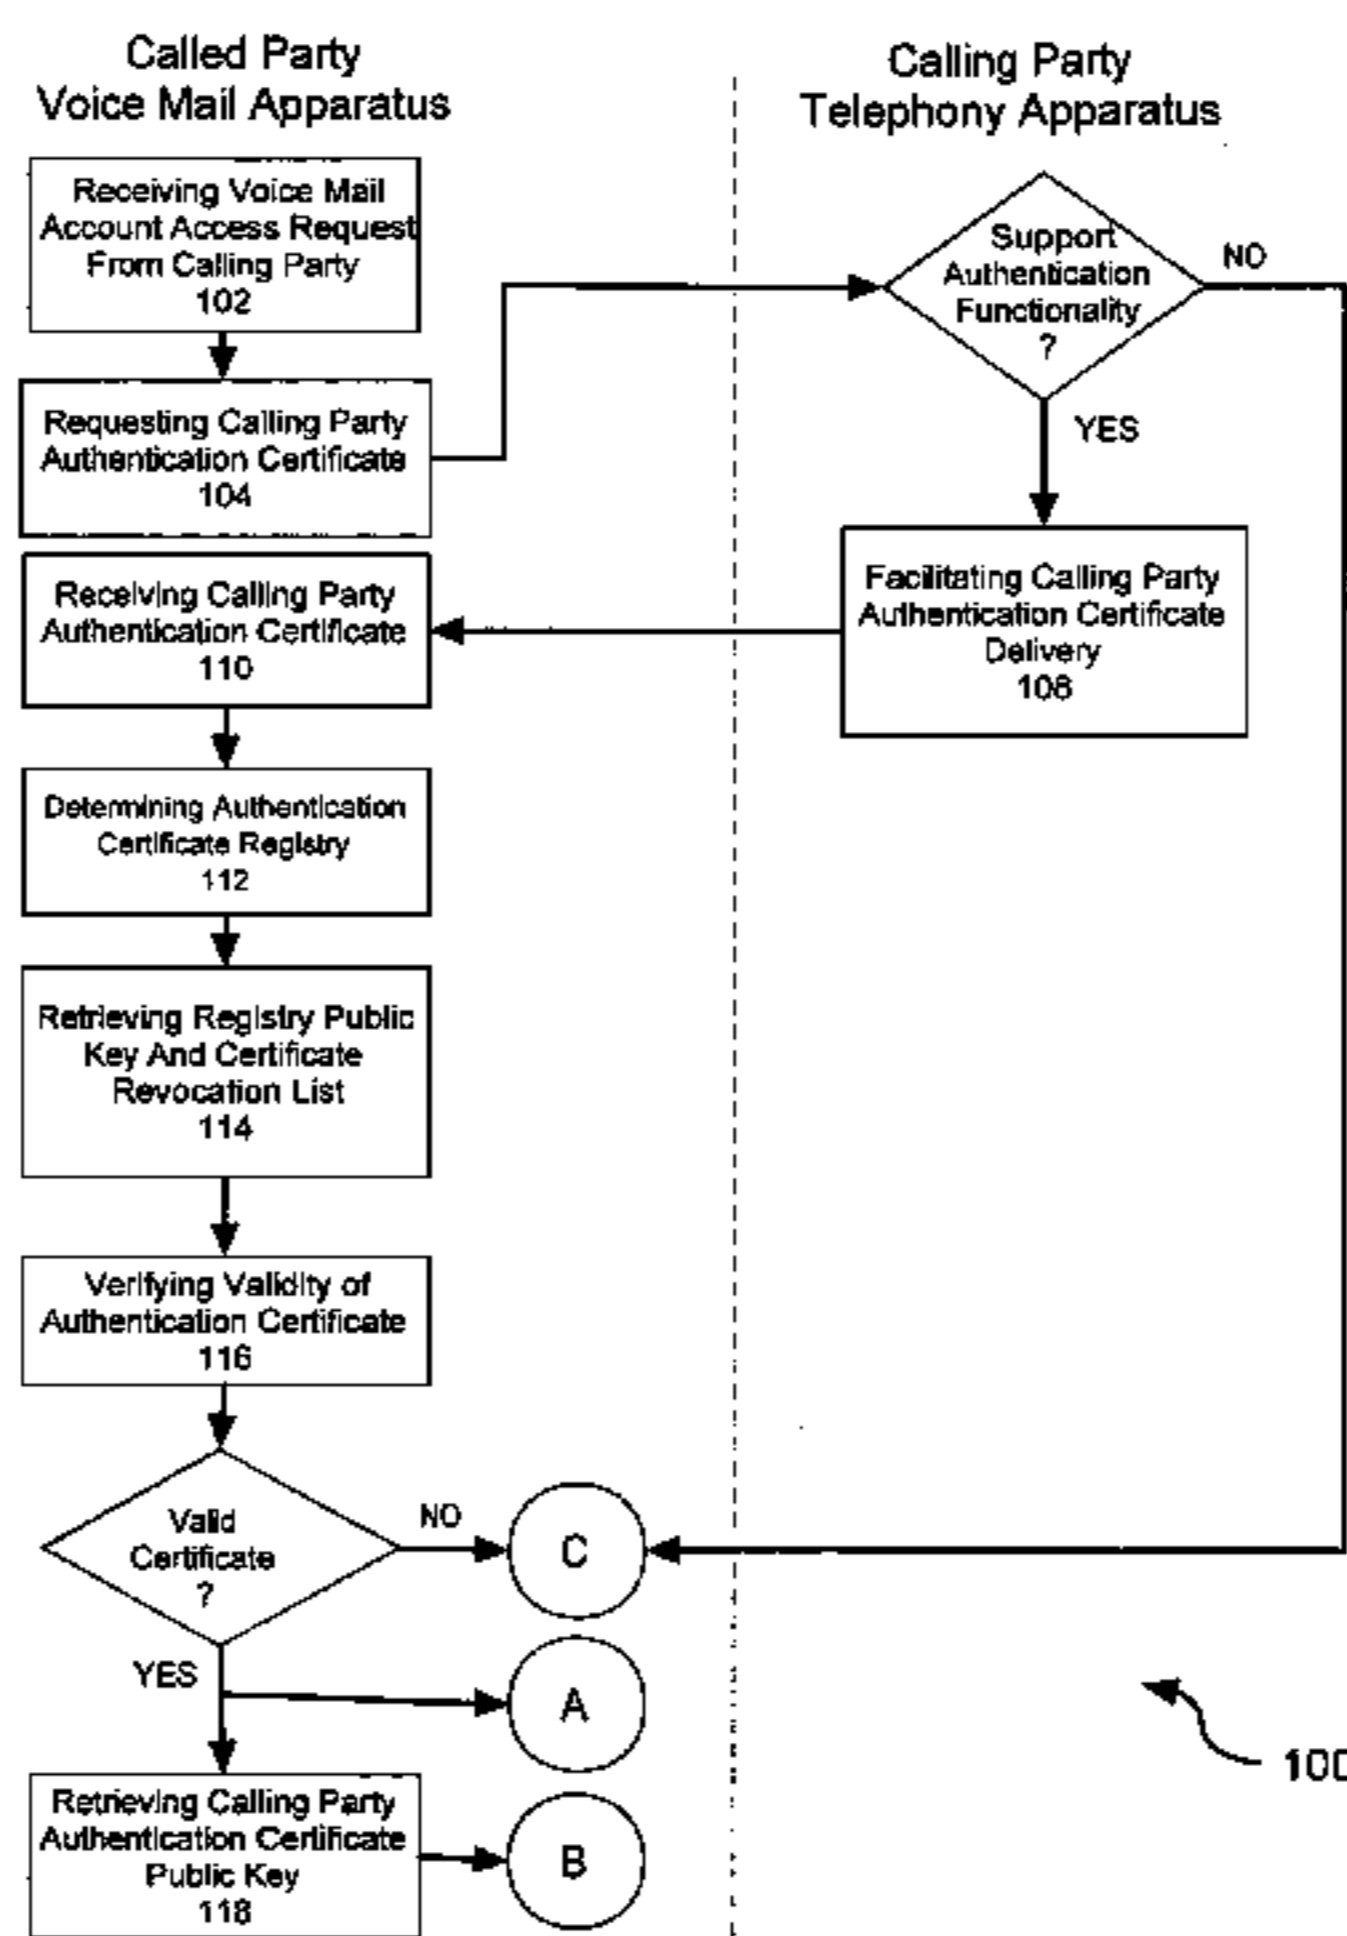 Called Party
Voice Mail Apparatus
Calling Party
Telephony Apparatus
Receiving Voice Mail
Account Access Request
From Calling Party
102
Support
Authentication
Functionality
?
NO
YES
Requesting Calling Party
Authentication Certificate
104
Facilitating Calling Party
Authentication Certificate
Delivery
108
Receiving Calling Party
Authentication Certificate
110
Determining Authentication
Certificate Registry
112
Retrieving Registry Public
Key And Certificate
Revocation List
114
Verifying Validity of
Authentication Certificate
116
Valid
Certificate
?
NO
C
YES
A
100
Retrieving Calling Party
Authentication Certificate
Public Key
118
B